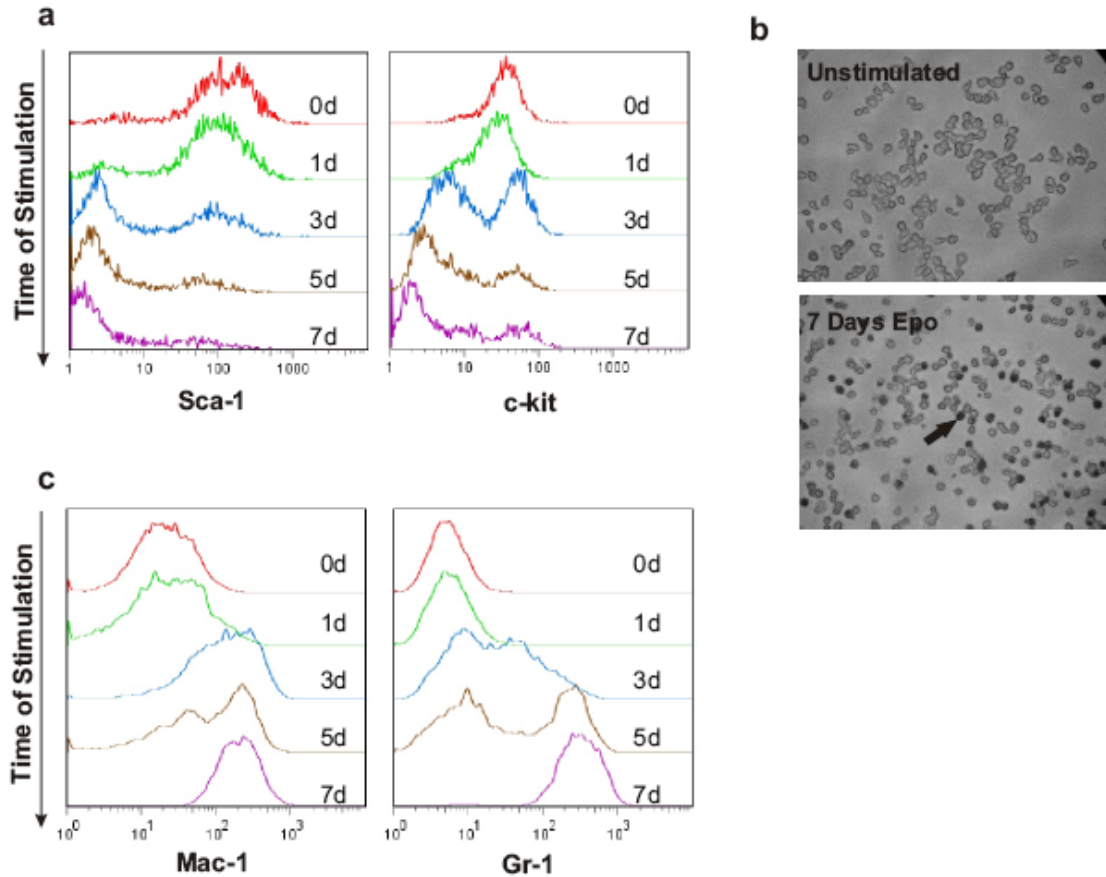 a
Time of Stimulation
0d
1d
3d
5d
7d
1 10 100 1000
Sca-1
0d
1d
3d
5d
7d
1 10 100 1000
c-kit
b
Unstimulated
7 Days Epo
c
Time of Stimulation
0d
1d
3d
5d
7d
10⁰ 10¹ 10² 10³
Mac-1
0d
1d
3d
5d
7d
10⁰ 10¹ 10² 10³
Gr-1